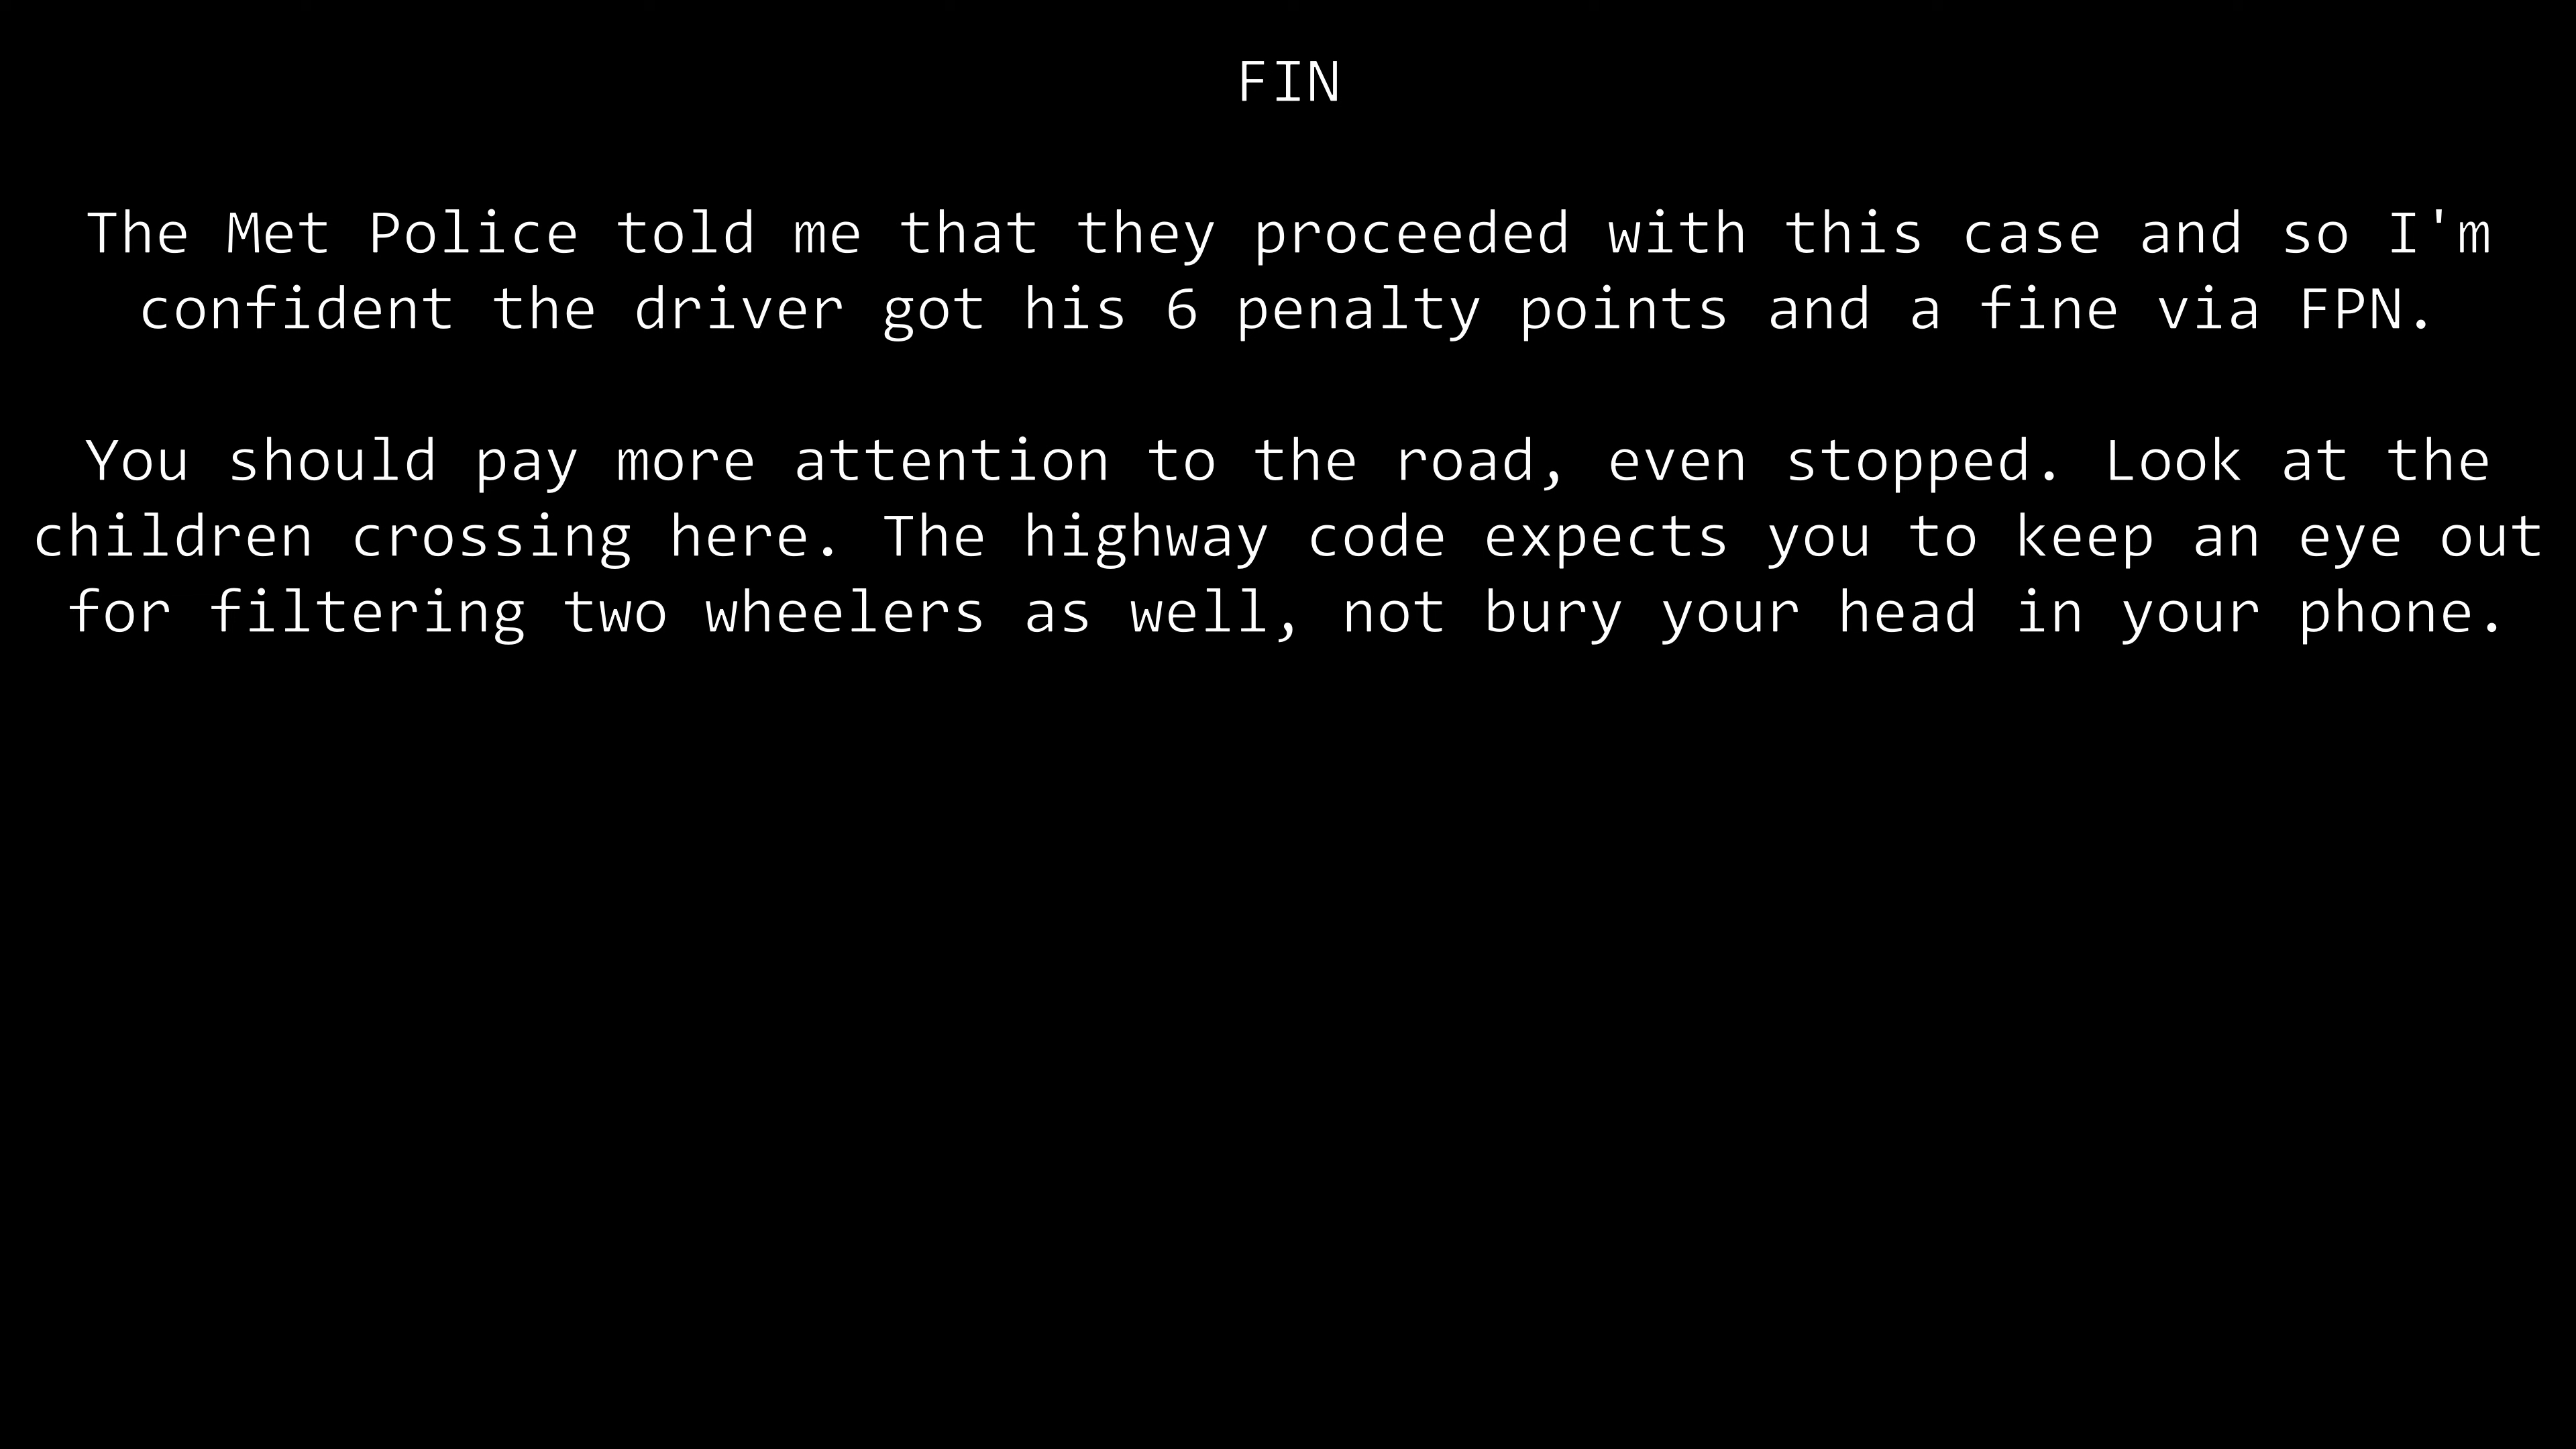 FIN
The Met Police told me that they proceeded with this case and so I'm
confident the driver got his 6 penalty points and a fine via FPN.
You should pay more attention to the road, even stopped. Look at the
children crossing here. The highway code expects you to keep an eye out
for filtering two wheelers as well, not bury your head in your phone.